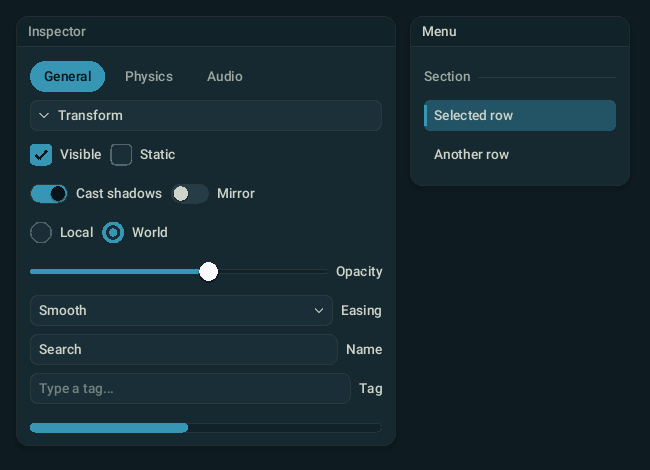 Inspector
General Physics Audio
Transform
Visible Static
Cast shadows Mirror
Local World
Opacity
Smooth Easing
Search Name
Type a tag... Tag
Menu
Section
Selected row
Another row